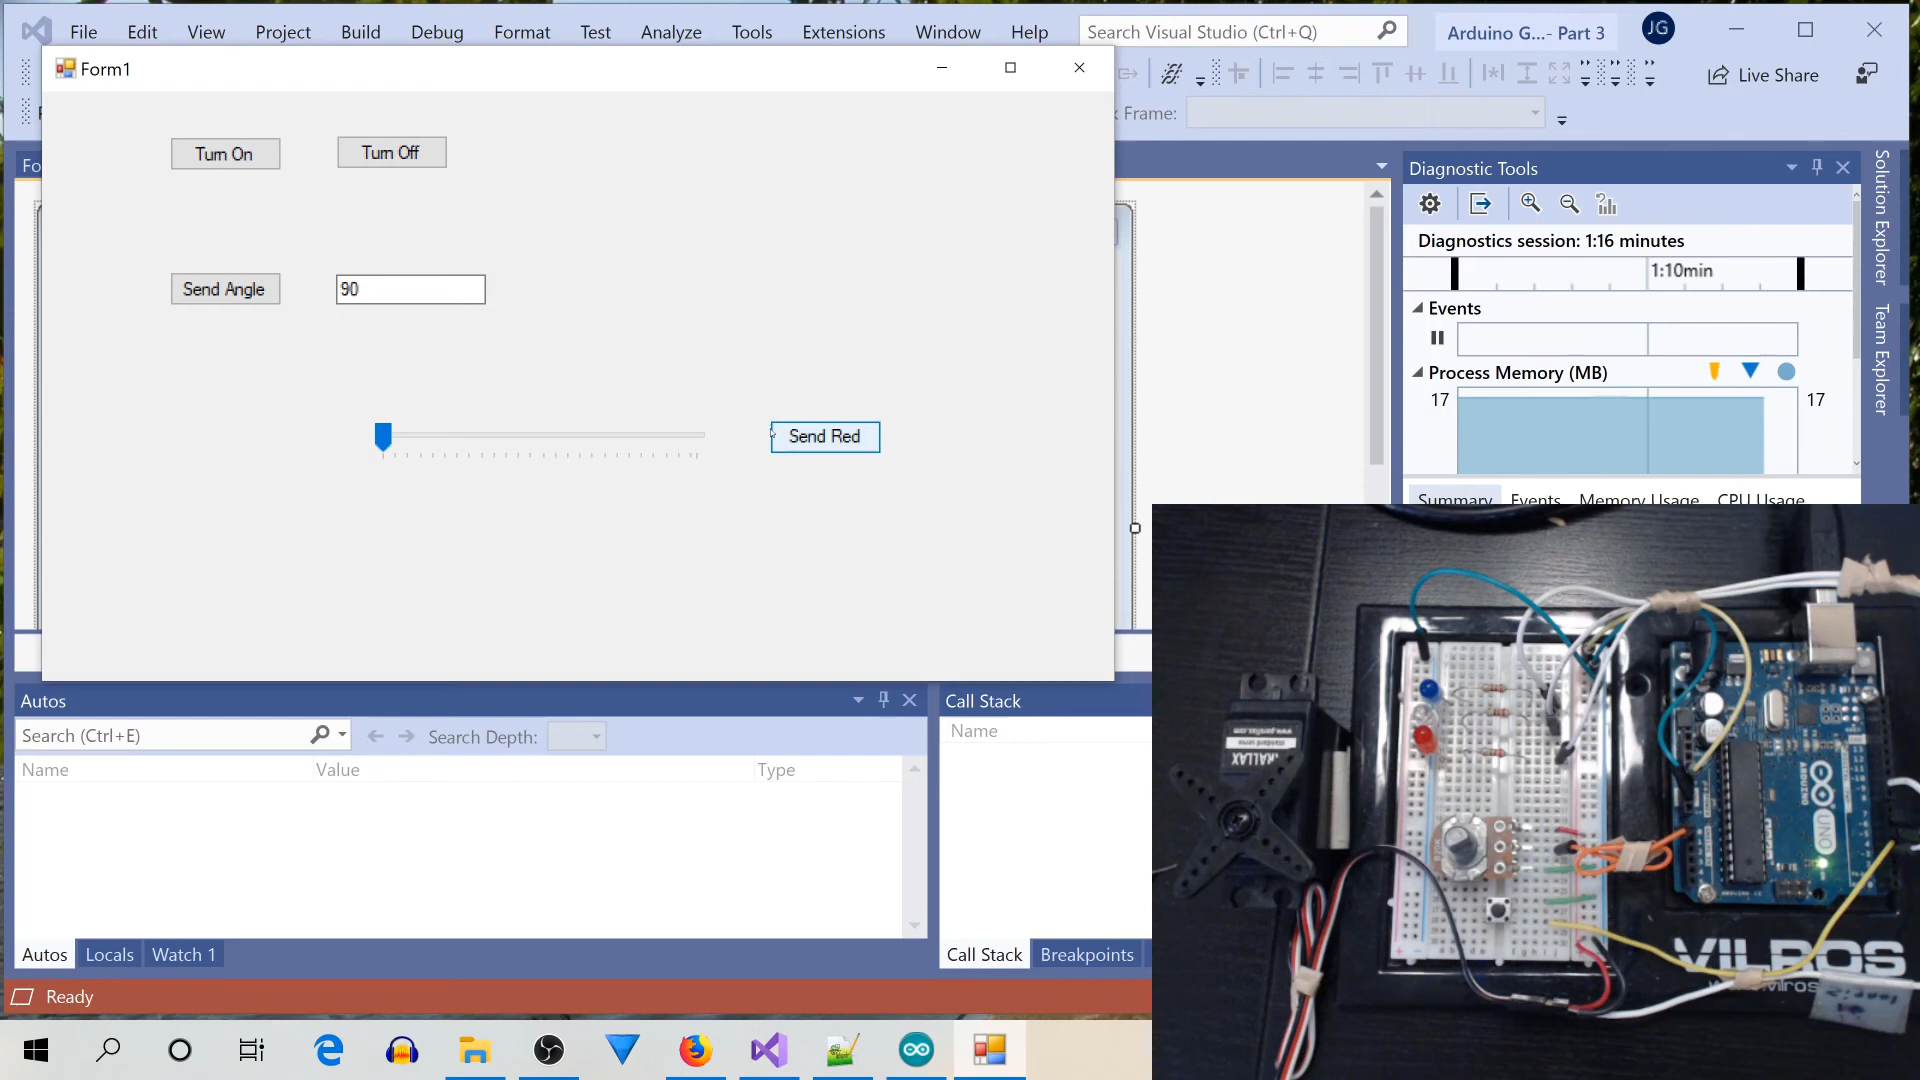 File Edit View Project Build Debug Format Test Tools Analyze Extensions Window Help Search Visual Studio (Ctrl+Q) Arduino G...- Part 3 JG
Form1
Live Share
Frame:
Turn On Turn Off
Fo
Diagnostic Tools
Solution Explorer
Team Explorer
Diagnostics session: 1:16 minutes
1:10min
Send Angle 90
Events
Process Memory (MB)
17 17
Send Red
Summary Events Memory Usage CPU Usage
Autos
Call Stack
Search (Ctrl+E) Search Depth:
Name
Name Value Type
Autos Locals Watch 1
Call Stack Breakpoints
Ready
standard servo
ARDUINO
UNO
VILROS